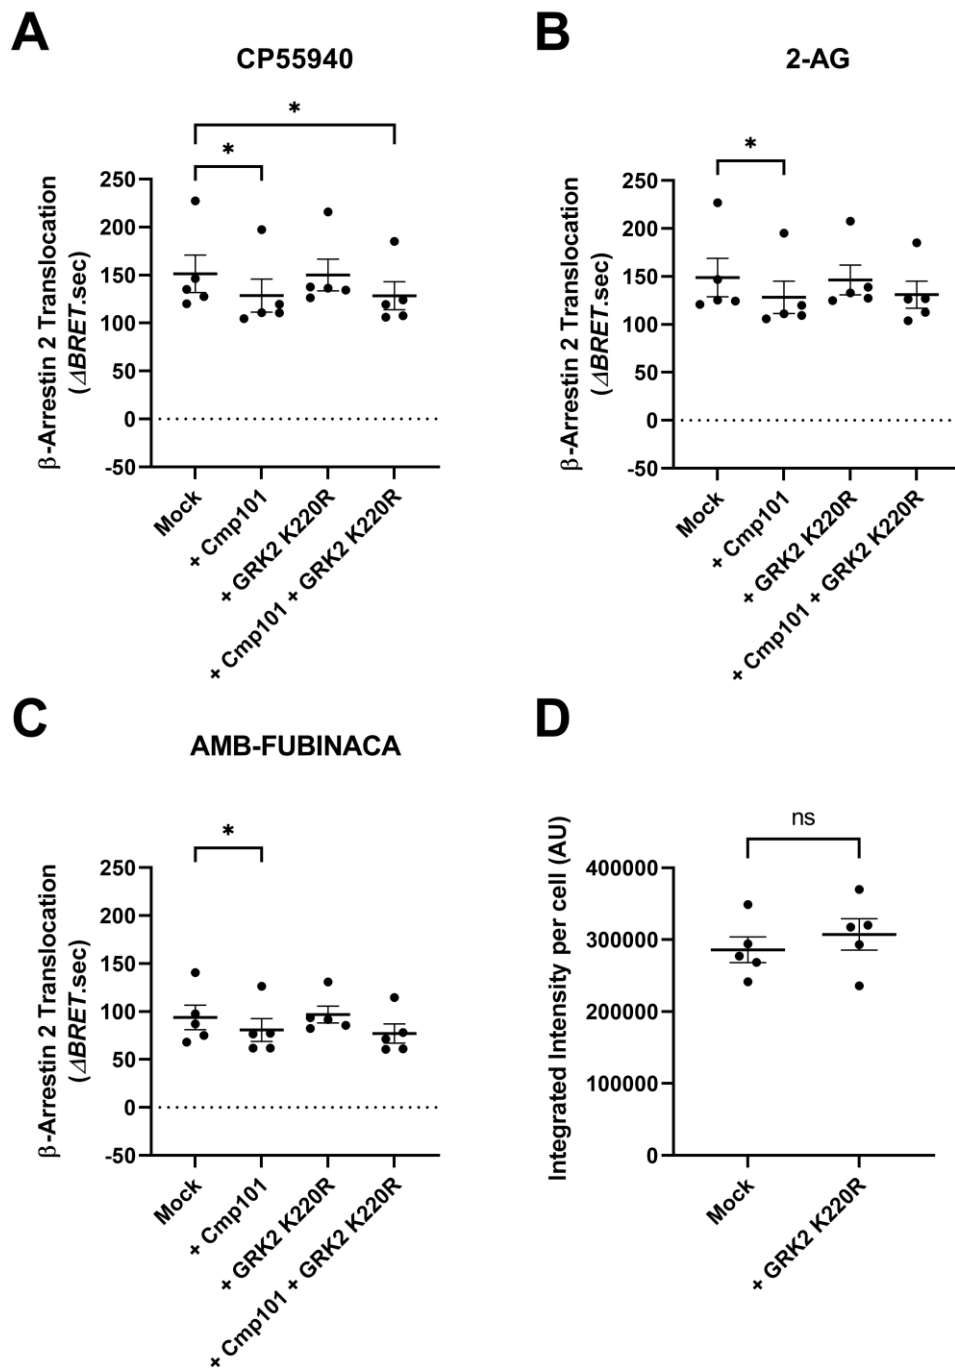 A
CP55940
*
*
β-Arrestin 2 Translocation
(ΔBRET.sec)
250
200
150
100
50
0
-50
Mock
+ Cmp101
+ GRK2 K220R
+ Cmp101 + GRK2 K220R
B
2-AG
*
β-Arrestin 2 Translocation
(ΔBRET.sec)
250
200
150
100
50
0
-50
Mock
+ Cmp101
+ GRK2 K220R
+ Cmp101 + GRK2 K220R
C
AMB-FUBINACA
*
β-Arrestin 2 Translocation
(ΔBRET.sec)
250
200
150
100
50
0
-50
Mock
+ Cmp101
+ GRK2 K220R
+ Cmp101 + GRK2 K220R
D
ns
Integrated Intensity per cell (AU)
400000
300000
200000
100000
0
Mock
+ GRK2 K220R